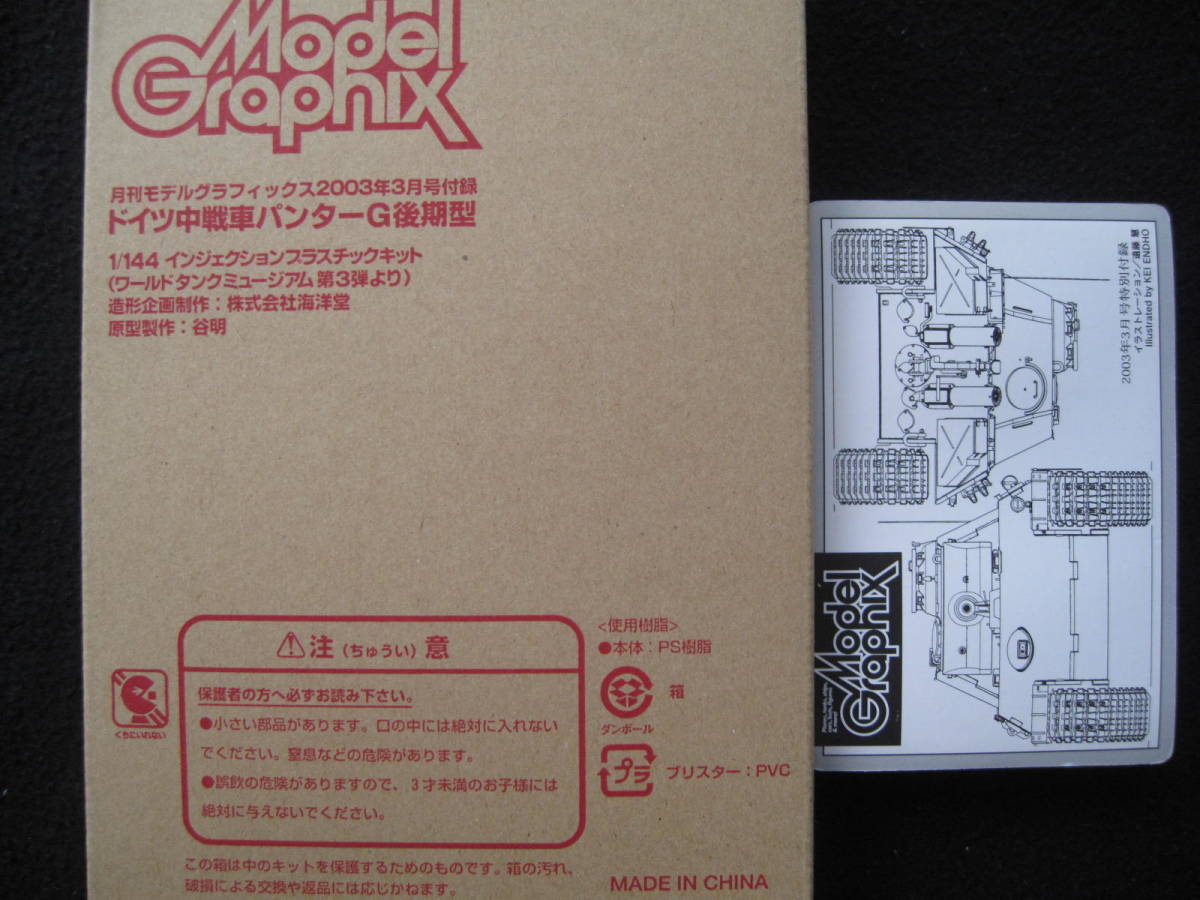 Model
Graphix
月刊モデルグラフィックス2003年3月号付録
ドイツ中戦車パンターG後期型
1/144 インジェクションプラスチックキット
(ワールドタンクミュージアム 第3弾より)
造形企画制作：株式会社海洋堂
原型製作：谷明
注(ちゅうい)意
保護者の方へ必ずお読み下さい。
●小さい部品があります。口の中には絶対に入れない
でください。窒息などの危険があります。
●誤飲の危険がありますので、3才未満のお子様には
絶対に与えないでください。
くちにいれない
<使用樹脂>
●本体：PS樹脂
箱
ダンボール
プラ
ブリスター：PVC
この箱は中のキットを保護するためのものです。箱の汚れ、
破損による交換や返品には応じかねます。
MADE IN CHINA
2003年3月号特別付録
イラストレーション／遠藤 慧
Illustrated by KEI ENDHO
Model
Graphix